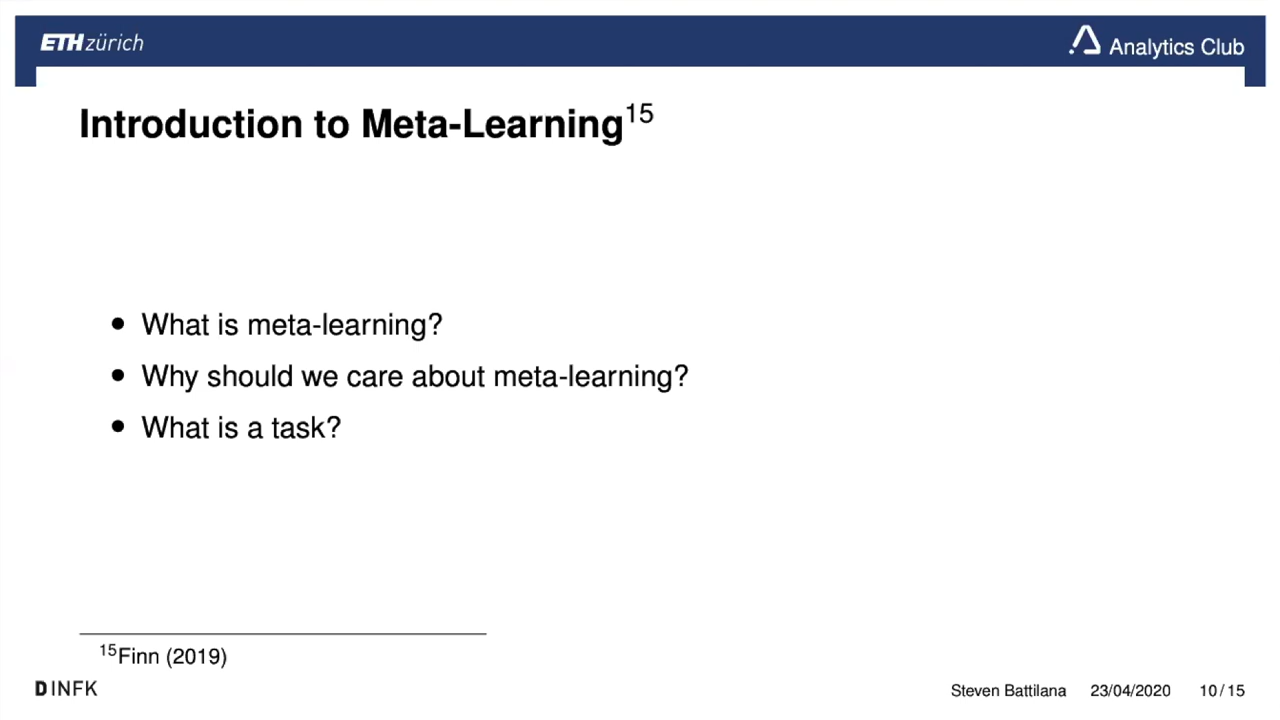 ETH zürich
Analytics Club
Introduction to Meta-Learning¹⁵
• What is meta-learning?
• Why should we care about meta-learning?
• What is a task?
¹⁵Finn (2019)
D INFK
Steven Battilana 23/04/2020 10/15